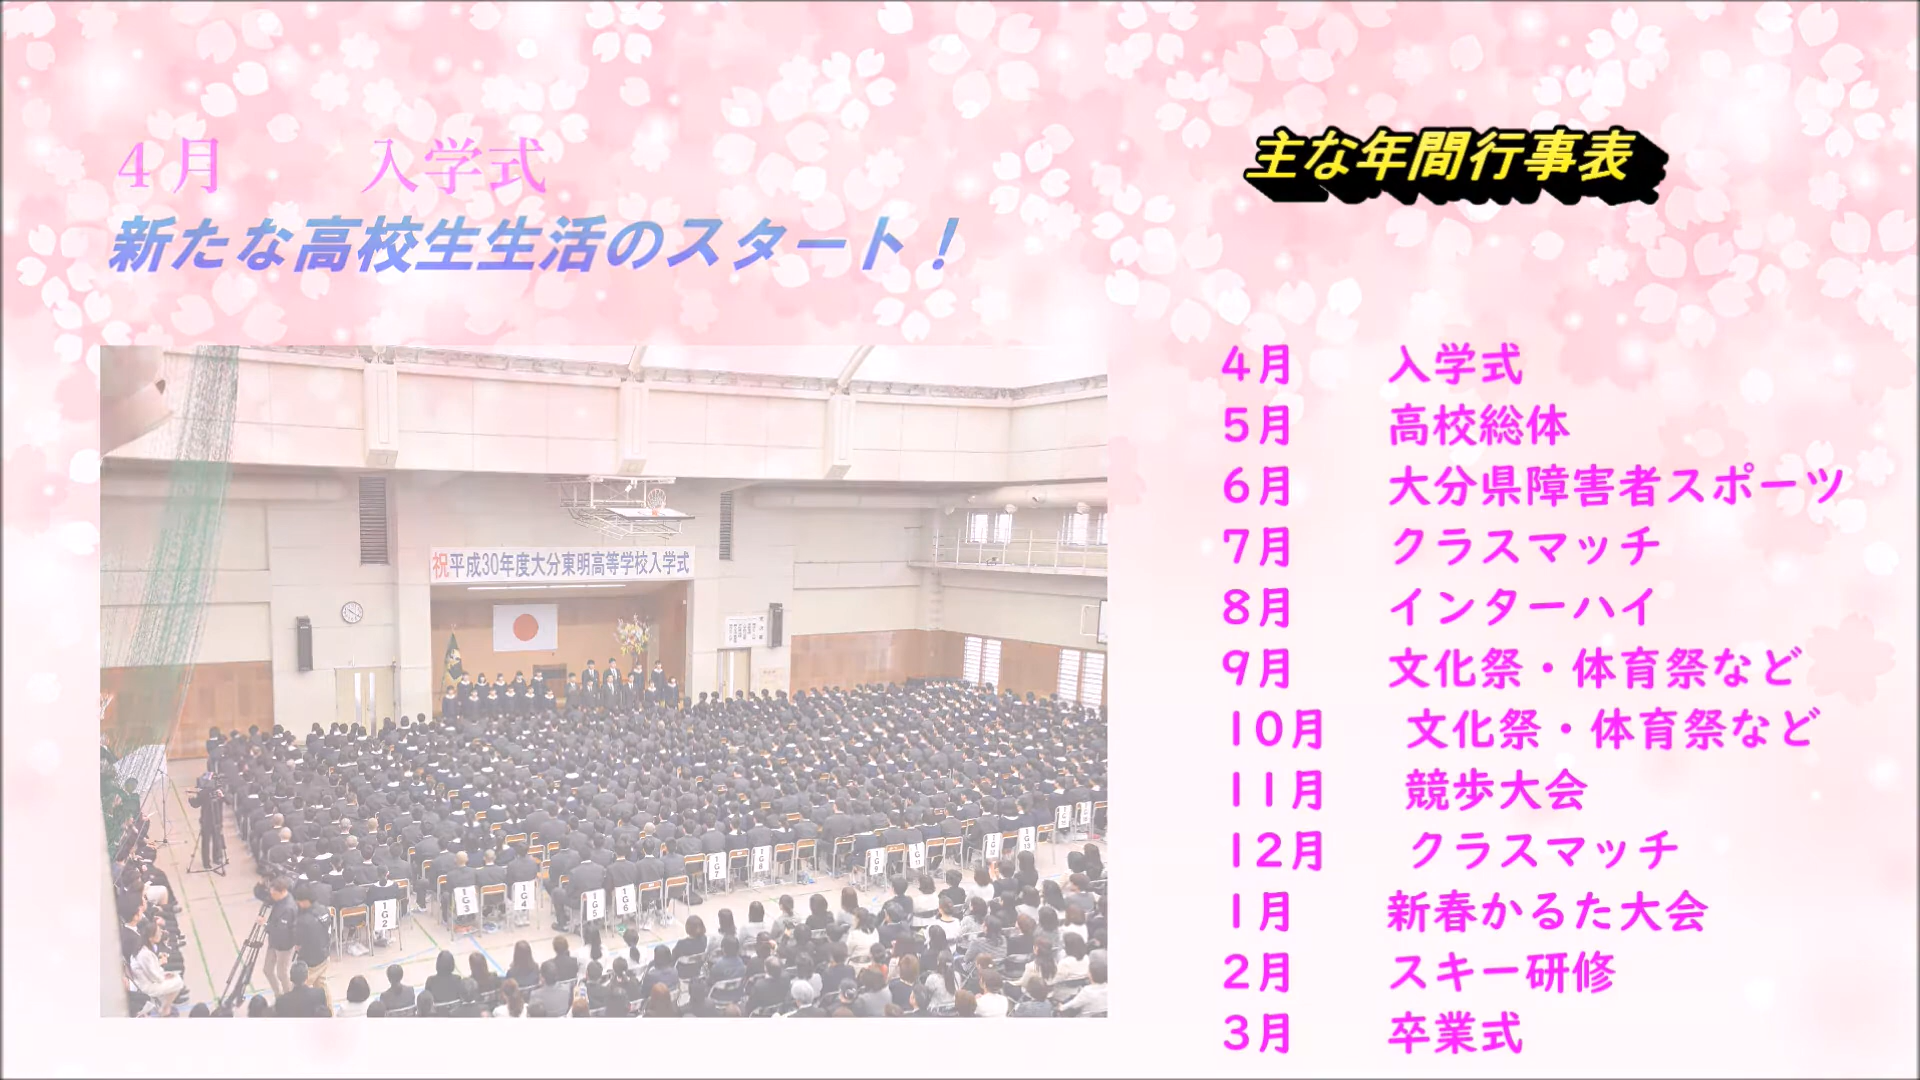 ４月　　入学式
新たな高校生生活のスタート！
主な年間行事表
4月　　入学式
5月　　高校総体
6月　　大分県障害者スポーツ
7月　　クラスマッチ
8月　　インターハイ
9月　　文化祭・体育祭など
10月　　文化祭・体育祭など
11月　　競歩大会
12月　　クラスマッチ
1月　　新春かるた大会
2月　　スキー研修
3月　　卒業式
祝平成30年度大分東明高等学校入学式
1G2
1G3
1G4
1G5
1G6
1G7
1G8